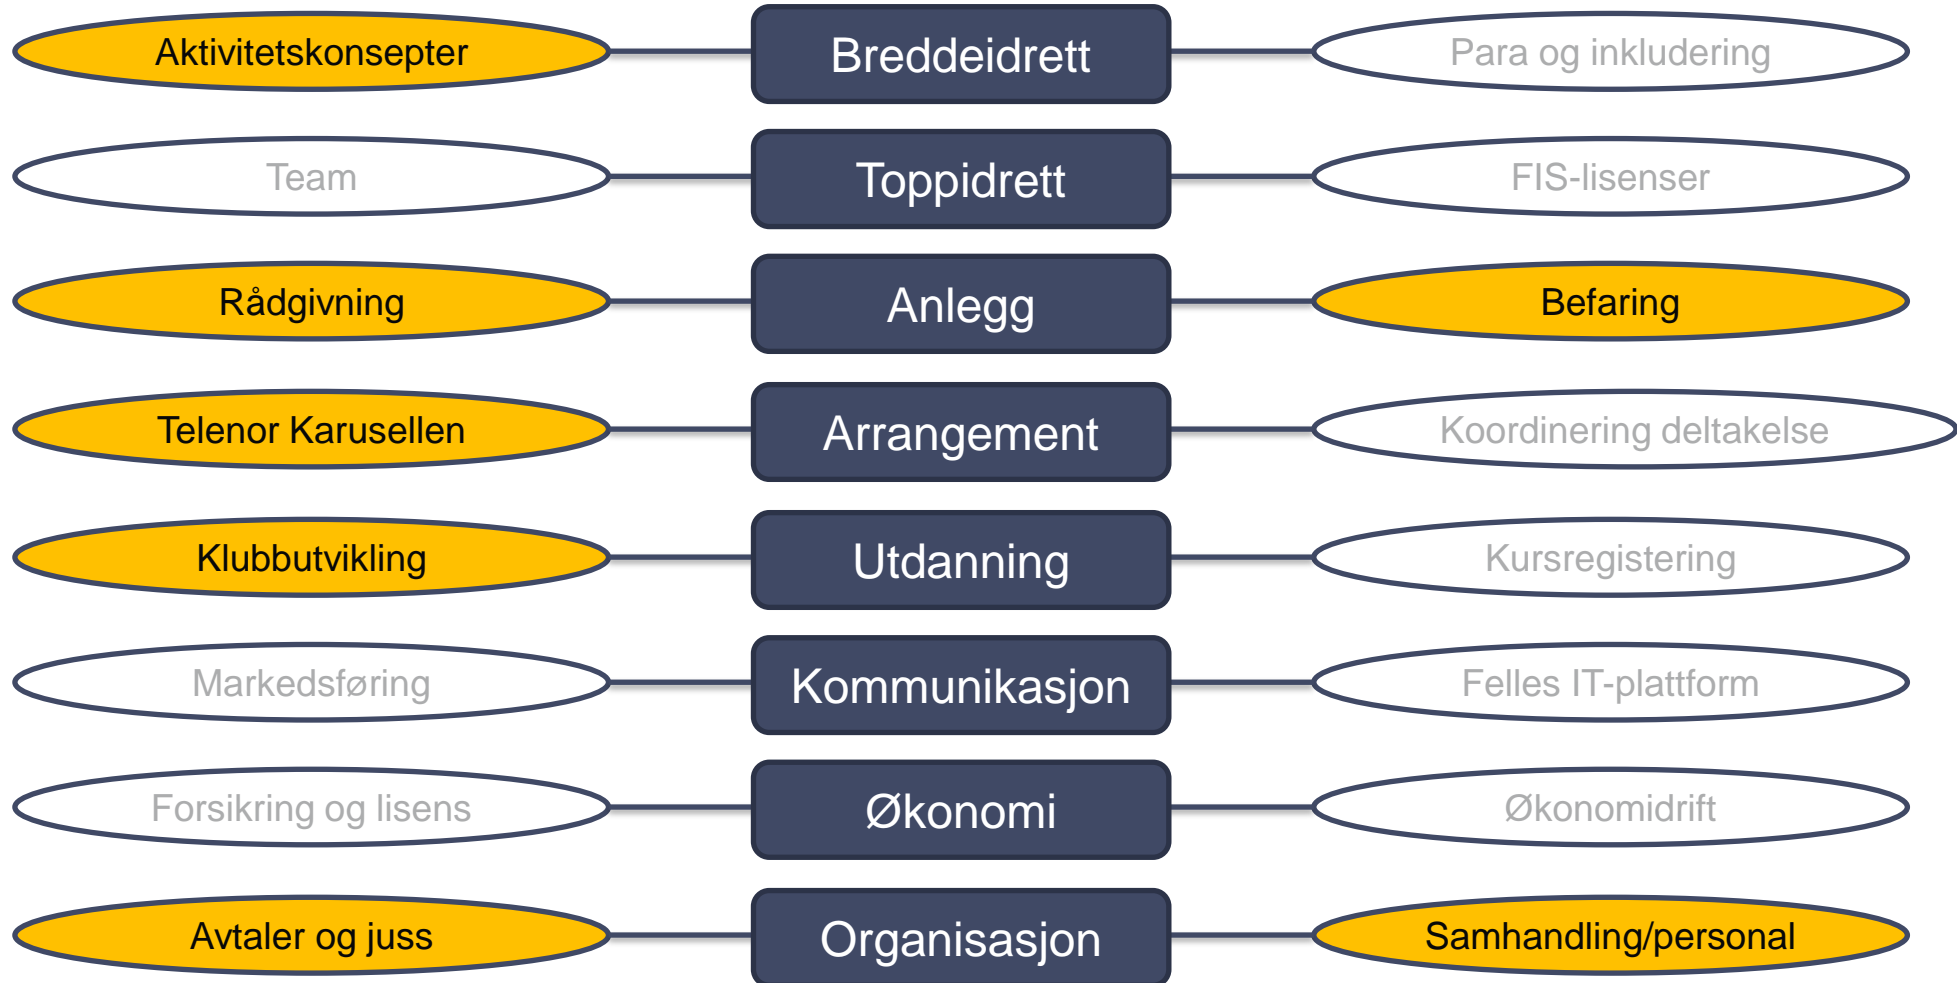 Aktivitetskonsepter
Breddeidrett
Para og inkludering
Team
Toppidrett
FIS-lisenser
Rådgivning
Anlegg
Befaring
Telenor Karusellen
Arrangement
Koordinering deltakelse
Klubbutvikling
Utdanning
Kursregistering
Markedsføring
Kommunikasjon
Felles IT-plattform
Forsikring og lisens
Økonomi
Økonomidrift
Avtaler og juss
Organisasjon
Samhandling/personal